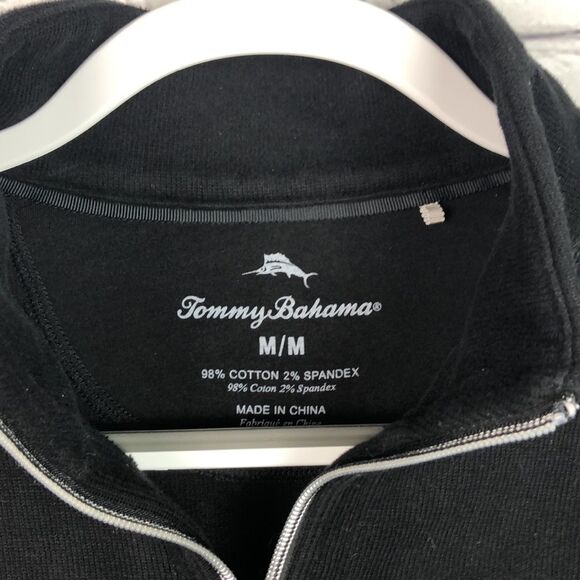 Tommy Bahama®
M/M
98% COTTON 2% SPANDEX
98% Coton 2% Spandex
MADE IN CHINA
Fabriqué en Chine